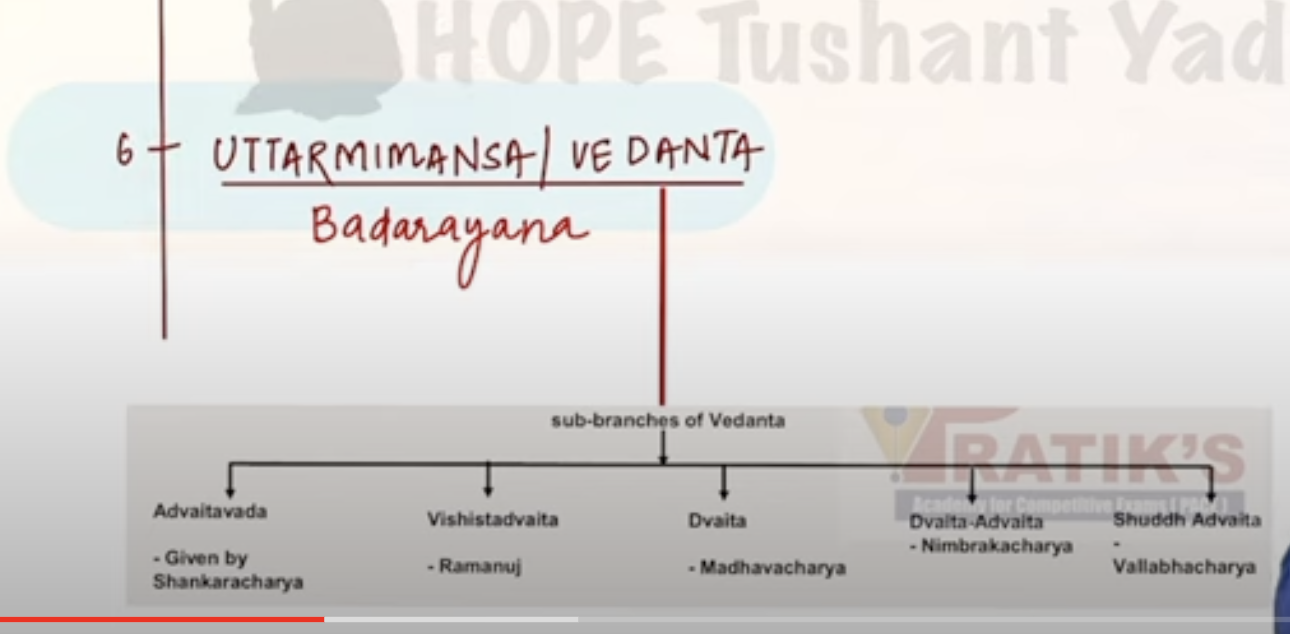 HOPE Tushant Yad
6 UTTARMIMANSA/VEDANTA
Badarayana
sub-branches of Vedanta
PRATIK'S
Academy for Competitive Exams [PACE]
Advaitavada
- Given by
Shankaracharya
Vishistadvaita
- Ramanuj
Dvaita
- Madhavacharya
Dvaita-Advaita
- Nimbrakacharya
Shuddh Advaita
-
Vallabhacharya